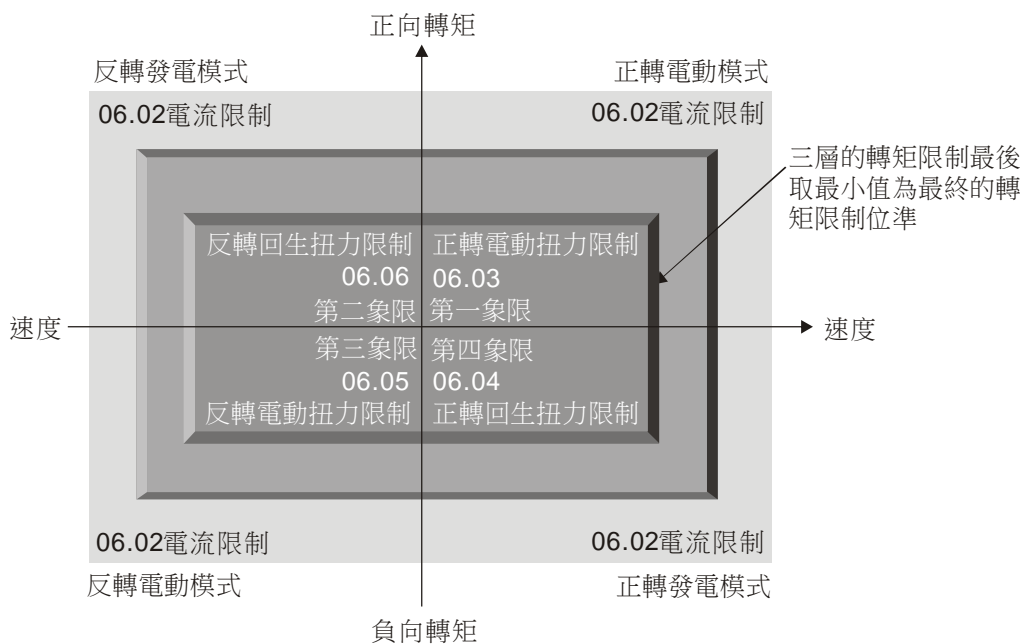 正向轉矩
反轉發電模式
正轉電動模式
06.02電流限制
06.02電流限制
三層的轉矩限制最後
取最小值為最終的轉
矩限制位準
反轉回生扭力限制
正轉電動扭力限制
06.06
06.03
第二象限
第一象限
速度
速度
第三象限
第四象限
06.05
06.04
反轉電動扭力限制
正轉回生扭力限制
06.02電流限制
06.02電流限制
反轉電動模式
正轉發電模式
負向轉矩